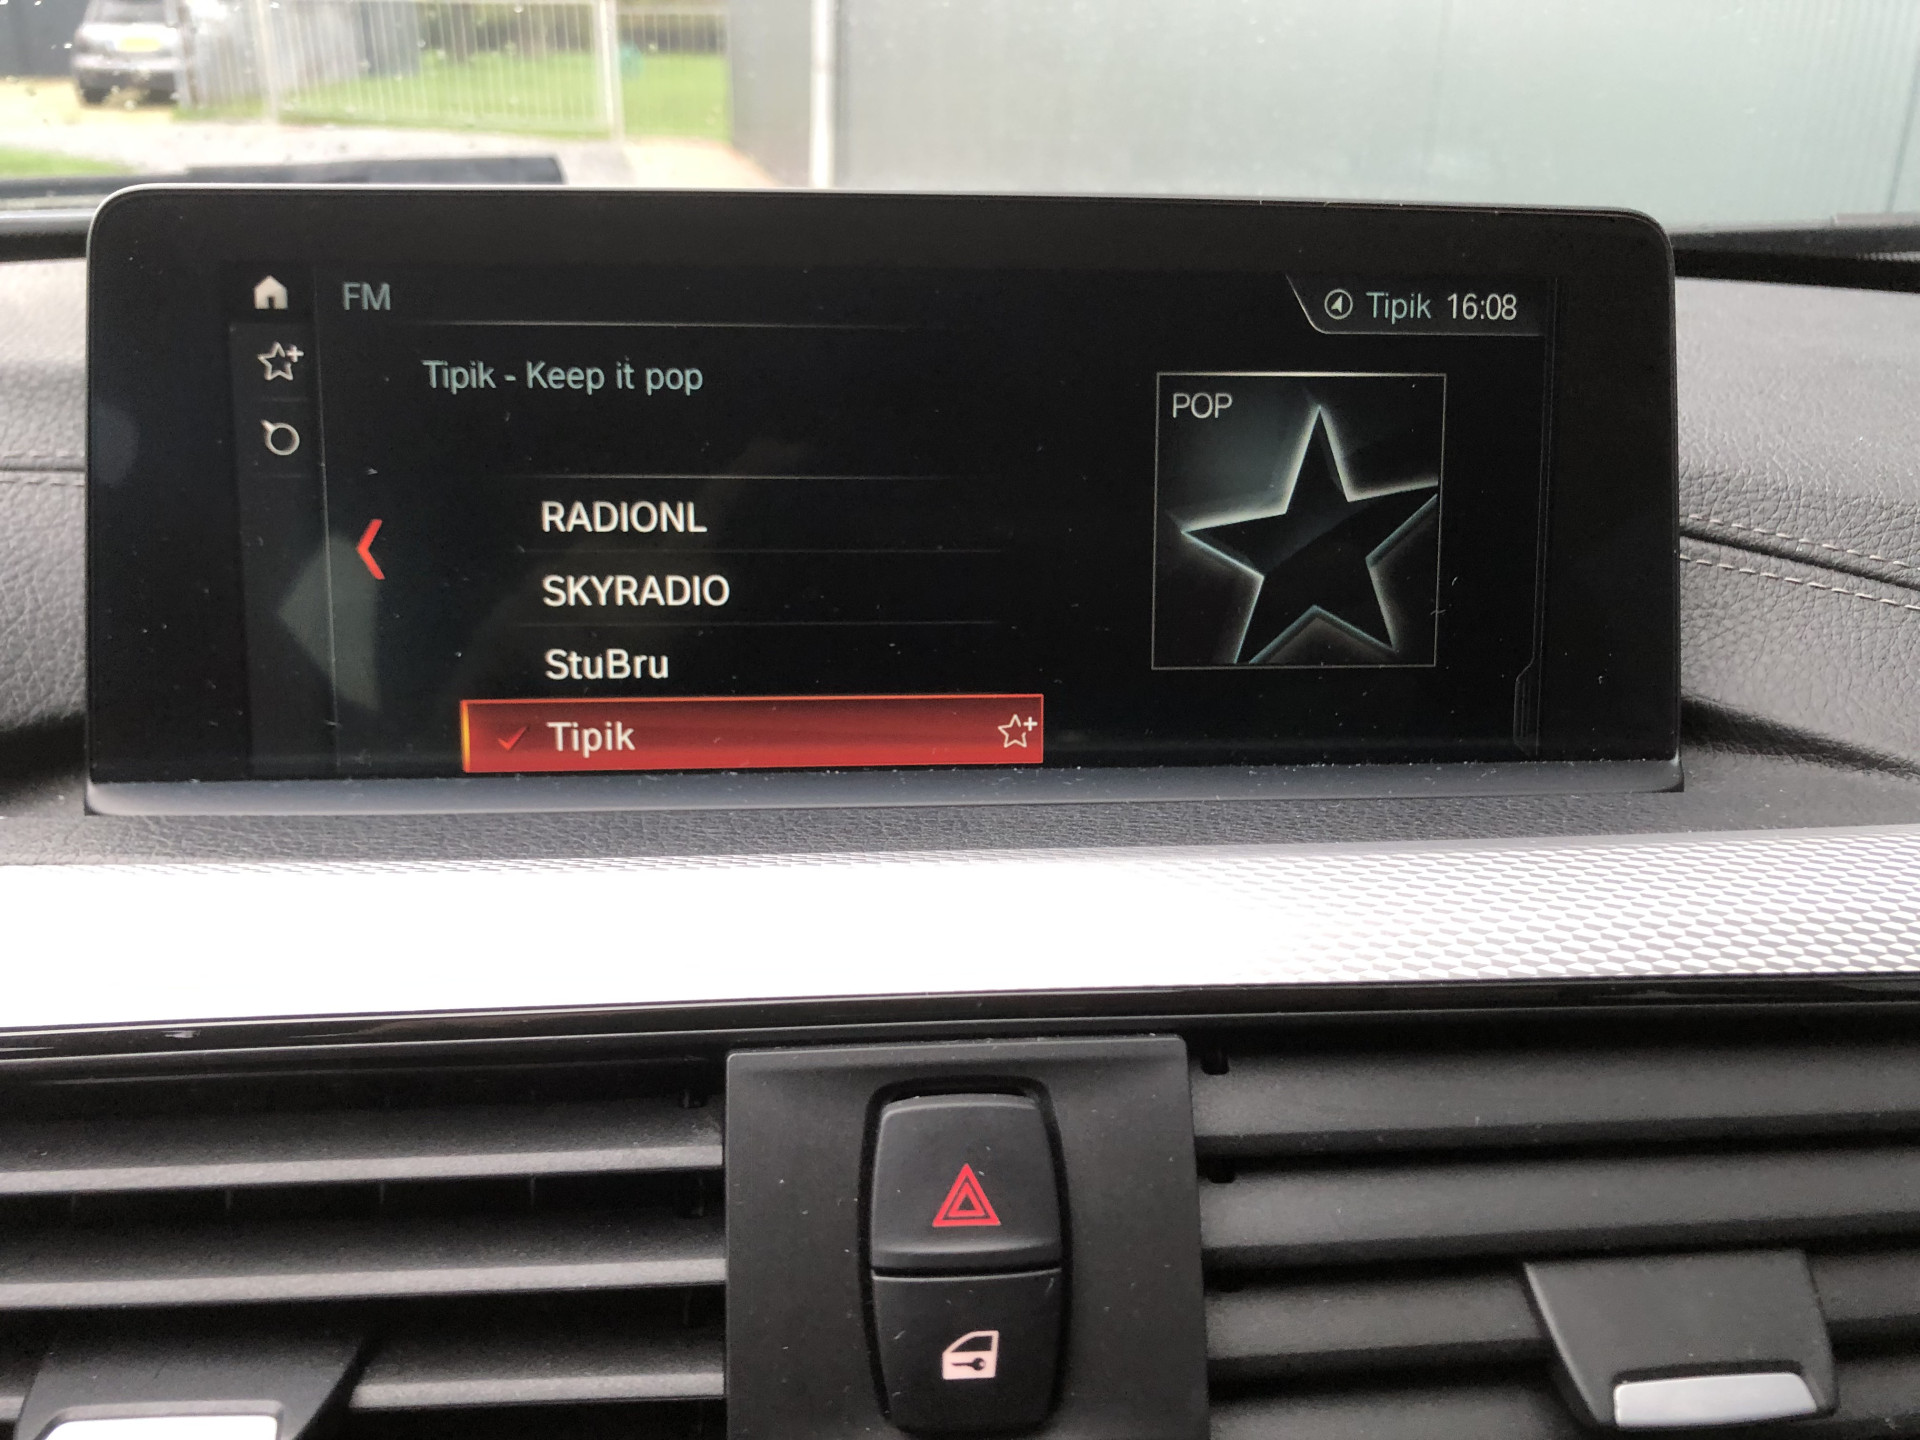 FM
Tipik 16:08
Tipik - Keep it pop
POP
RADIONL
SKYRADIO
StuBru
Tipik